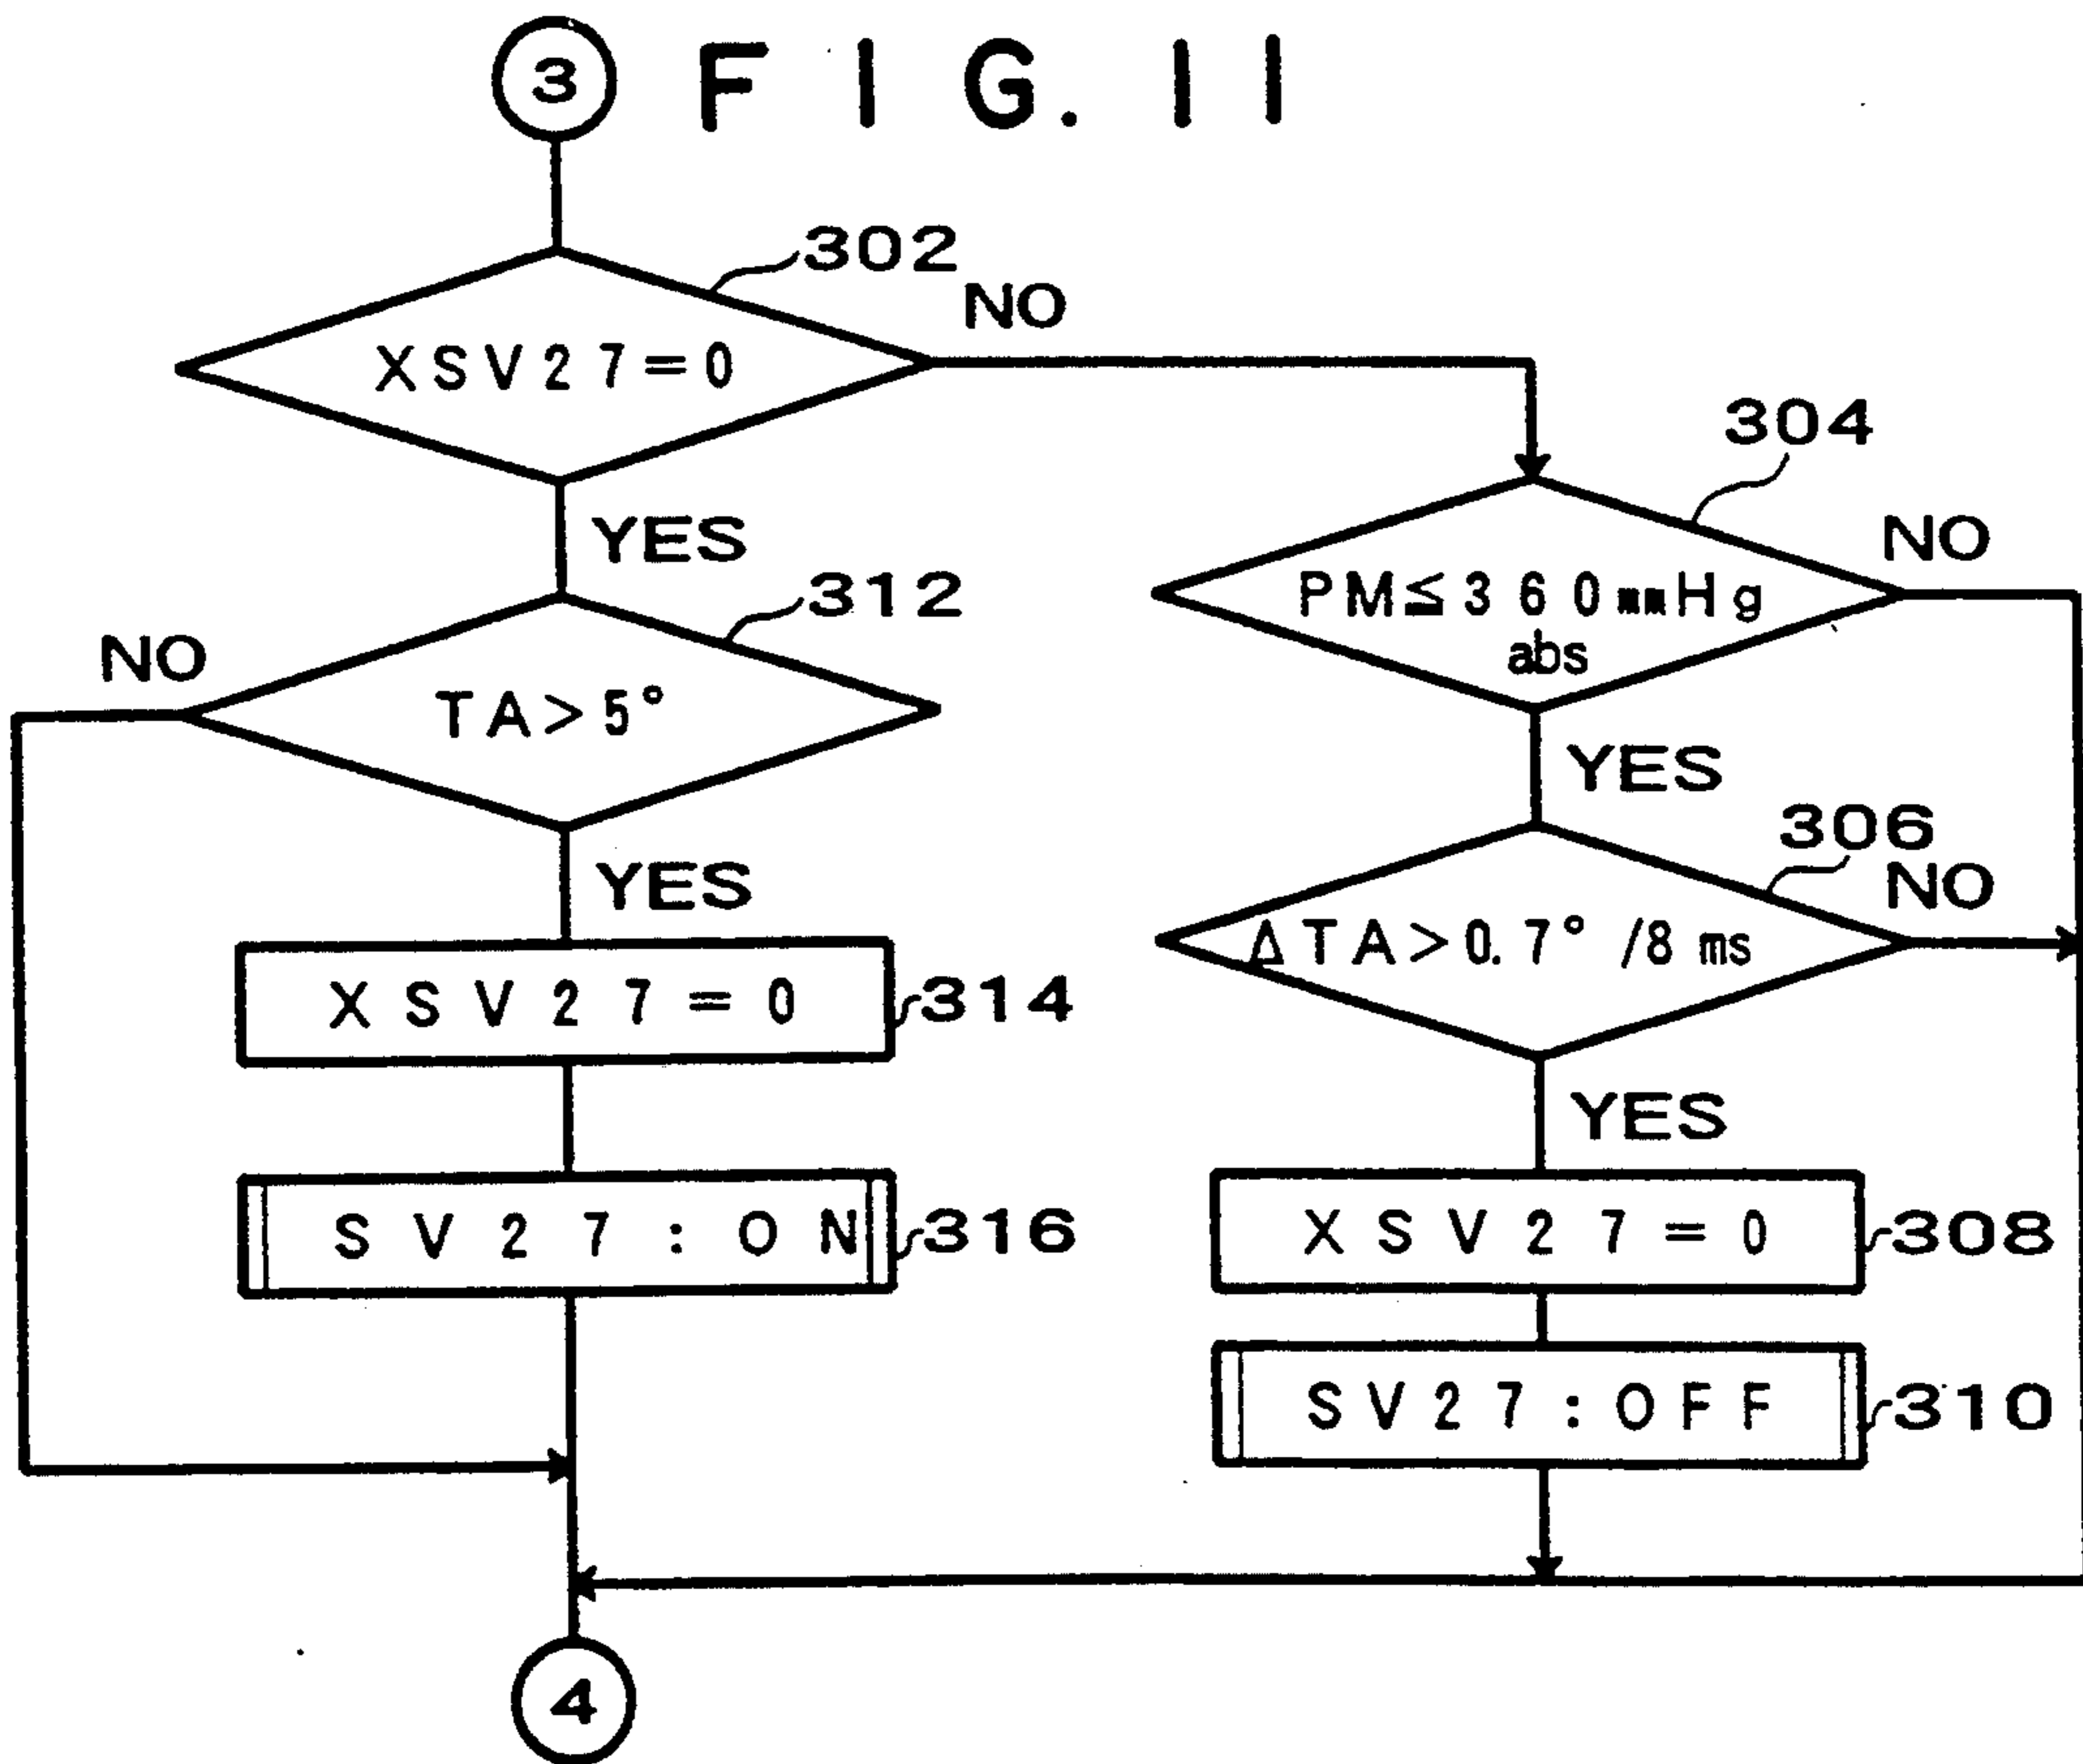 3 FIG. 11
302
NO
XSV27=0
304
YES
NO
312
PM≦360mmHg
abs
NO
TA>5°
YES
306
YES
NO
ΔTA>0.7°/8ms
XSV27=0
314
YES
SV27:ON
316
XSV27=0
308
SV27:OFF
310
4